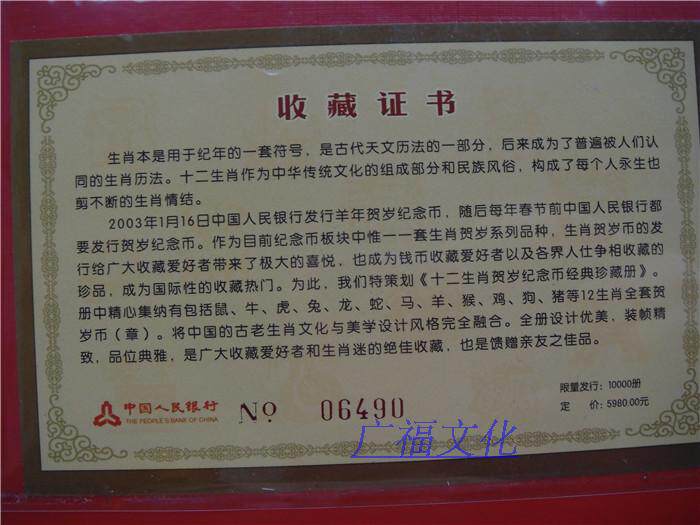 收藏证书
生肖本是用于纪年的一套符号，是古代天文历法的一部分，后来成为了普遍被人们认
同的生肖历法。十二生肖作为中华传统文化的组成部分和民族风俗，构成了每个人永生也
剪不断的生肖情结。
2003年1月16日中国人民银行发行羊年贺岁纪念币，随后每年春节前中国人民银行都
要发行贺岁纪念币。作为目前纪念币板块中惟一一套生肖贺岁系列品种，生肖贺岁币的发
行给广大收藏爱好者带来了极大的喜悦，也成为钱币收藏爱好者以及各界人仕争相收藏的
珍品，成为国际性的收藏热门。为此，我们特策划《十二生肖贺岁纪念币经典珍藏册》。
册中精心集纳有包括鼠、牛、虎、兔、龙、蛇、马、羊、猴、鸡、狗、猪等12生肖全套贺
岁币（章）。将中国的古老生肖文化与美学设计风格完全融合。全册设计优美，装帧精
致，品位典雅，是广大收藏爱好者和生肖迷的绝佳收藏，也是馈赠亲友之佳品。
限量发行：10000册
定 价：5980.00元
中国人民银行
THE PEOPLE'S BANK OF CHINA
No 06490
广福文化